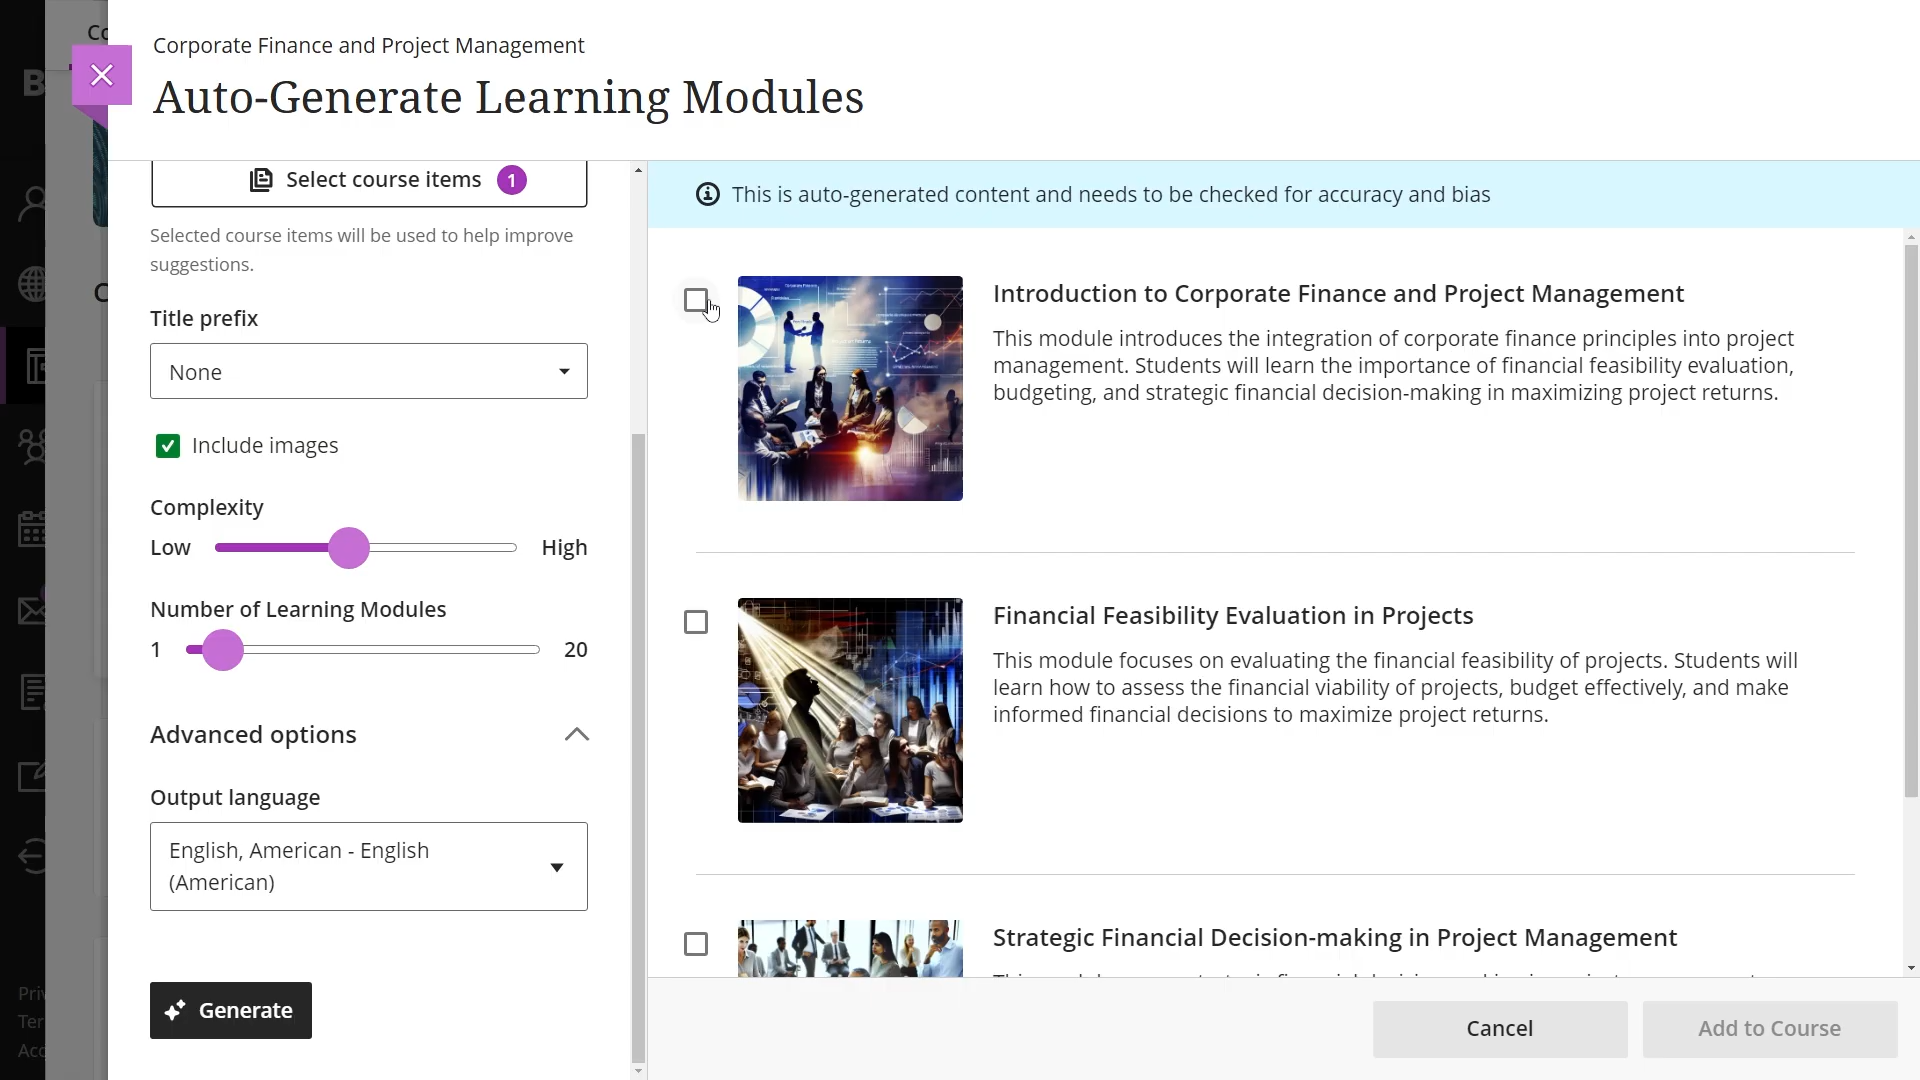 Corporate Finance and Project Management
Auto-Generate Learning Modules
Select course items 1
Selected course items will be used to help improve
suggestions.
Title prefix
None
Include images
Complexity
Low High
Number of Learning Modules
1 20
Advanced options
Output language
English, American - English
(American)
Generate
This is auto-generated content and needs to be checked for accuracy and bias
Introduction to Corporate Finance and Project Management
This module introduces the integration of corporate finance principles into project
management. Students will learn the importance of financial feasibility evaluation,
budgeting, and strategic financial decision-making in maximizing project returns.
Financial Feasibility Evaluation in Projects
This module focuses on evaluating the financial feasibility of projects. Students will
learn how to assess the financial viability of projects, budget effectively, and make
informed financial decisions to maximize project returns.
Strategic Financial Decision-making in Project Management
Cancel
Add to Course